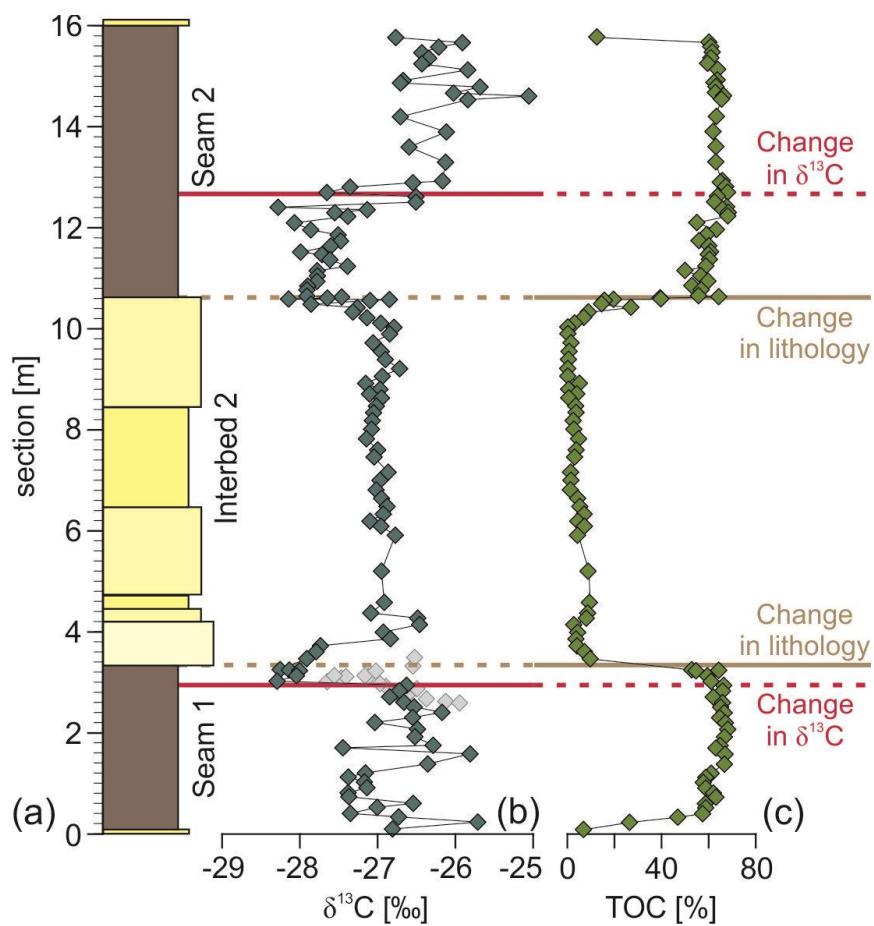 16
14
12
10
8
6
4
2
0
section [m]
Seam 2
Interbed 2
Seam 1
(a)
Change
in δ¹³C
Change
in lithology
Change
in lithology
Change
in δ¹³C
(b)
(c)
-29 -28 -27 -26 -25
δ¹³C [‰]
0 40 80
TOC [%]